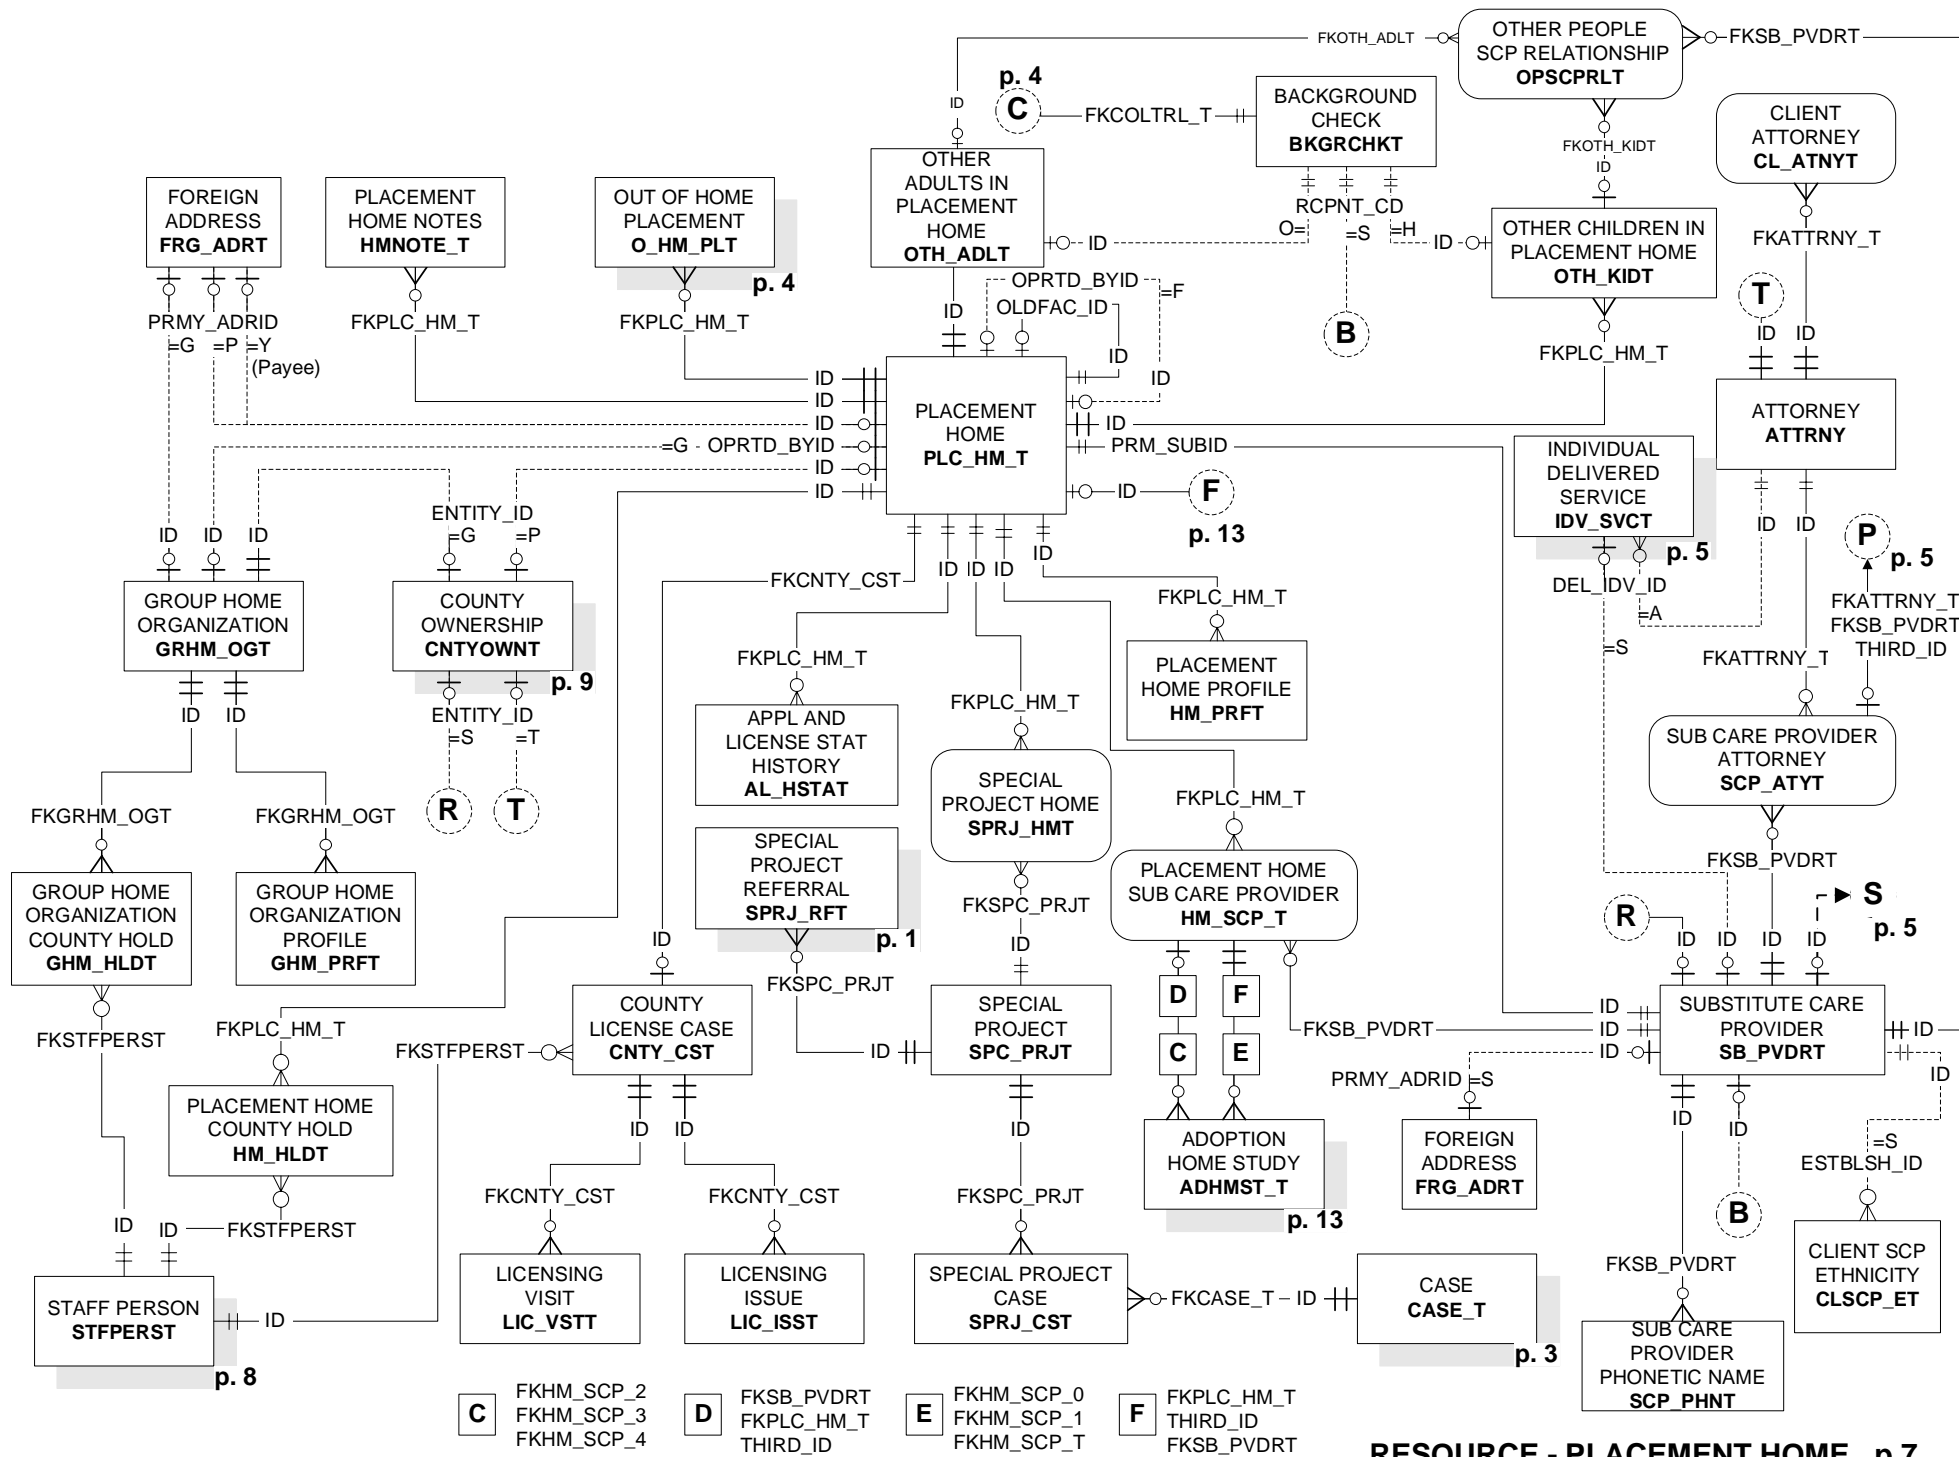 FKOTH_ADLT
OTHER PEOPLE
SCP RELATIONSHIP
OPSCPRLT
FKSB_PVDRT
p. 4
C
FKCOLTRL_T
BACKGROUND
CHECK
BKGRCHKT
ID
FKOTH_KIDT
ID
CLIENT
ATTORNEY
CL_ATNYT
FOREIGN
ADDRESS
FRG_ADRT
PLACEMENT
HOME NOTES
HMNOTE_T
OUT OF HOME
PLACEMENT
O_HM_PLT
p. 4
OTHER
ADULTS IN
PLACEMENT
HOME
OTH_ADLT
RCPNT_CD
O=
=S
=H
ID
ID
OTHER CHILDREN IN
PLACEMENT HOME
OTH_KIDT
FKATTRNY_T
T
B
PRMY_ADRID
=G
=P
=Y
(Payee)
FKPLC_HM_T
FKPLC_HM_T
ID
OPRTD_BYID
=F
OLDFAC_ID
ID
ID
FKPLC_HM_T
ID
ID
ID
ID
ID
=G
OPRTD_BYID
ID
ID
PLACEMENT
HOME
PLC_HM_T
ID
PRM_SUBID
ID
F
p. 13
ATTORNEY
ATTRNY
INDIVIDUAL
DELIVERED
SERVICE
IDV_SVCT
p. 5
ID
ID
P
p. 5
ENTITY_ID
=G
=P
ID
ID
ID
GROUP HOME
ORGANIZATION
GRHM_OGT
COUNTY
OWNERSHIP
CNTYOWNT
p. 9
FKCNTY_CST
ID
ID
ID
ID
FKPLC_HM_T
DEL_IDV_ID
=A
=S
FKATTRNY_T
FKSB_PVDRT
THIRD_ID
FKPLC_HM_T
PLACEMENT
HOME PROFILE
HM_PRFT
FKATTRNY_T
ID
ID
ENTITY_ID
=S
=T
R
T
APPL AND
LICENSE STAT
HISTORY
AL_HSTAT
FKPLC_HM_T
SPECIAL
PROJECT HOME
SPRJ_HMT
FKPLC_HM_T
SUB CARE PROVIDER
ATTORNEY
SCP_ATYT
FKGRHM_OGT
FKGRHM_OGT
SPECIAL
PROJECT
REFERRAL
SPRJ_RFT
p. 1
PLACEMENT HOME
SUB CARE PROVIDER
HM_SCP_T
FKSB_PVDRT
GROUP HOME
ORGANIZATION
COUNTY HOLD
GHM_HLDT
GROUP HOME
ORGANIZATION
PROFILE
GHM_PRFT
FKSPC_PRJT
R
S
p. 5
ID
ID
ID
ID
ID
ID
FKSPC_PRJT
D
F
C
E
FKSTFPERST
FKPLC_HM_T
FKSTFPERST
COUNTY
LICENSE CASE
CNTY_CST
ID
SPECIAL
PROJECT
SPC_PRJT
FKSB_PVDRT
ID
ID
ID
SUBSTITUTE CARE
PROVIDER
SB_PVDRT
ID
ID
PRMY_ADRID
=S
PLACEMENT HOME
COUNTY HOLD
HM_HLDT
ID
ID
ID
ADOPTION
HOME STUDY
ADHMST_T
p. 13
FOREIGN
ADDRESS
FRG_ADRT
ID
ID
=S
ESTBLSH_ID
FKCNTY_CST
FKCNTY_CST
FKSPC_PRJT
B
ID
ID
FKSTFPERST
STAFF PERSON
STFPERST
p. 8
ID
LICENSING
VISIT
LIC_VSTT
LICENSING
ISSUE
LIC_ISST
SPECIAL PROJECT
CASE
SPRJ_CST
FKCASE_T
ID
CASE
CASE_T
p. 3
FKSB_PVDRT
SUB CARE
PROVIDER
PHONETIC NAME
SCP_PHNT
CLIENT SCP
ETHNICITY
CLSCP_ET
C
FKHM_SCP_2
FKHM_SCP_3
FKHM_SCP_4
D
FKSB_PVDRT
FKPLC_HM_T
THIRD_ID
E
FKHM_SCP_0
FKHM_SCP_1
FKHM_SCP_T
F
FKPLC_HM_T
THIRD_ID
FKSB_PVDRT
RESOURCE - PLACEMENT HOME p.7